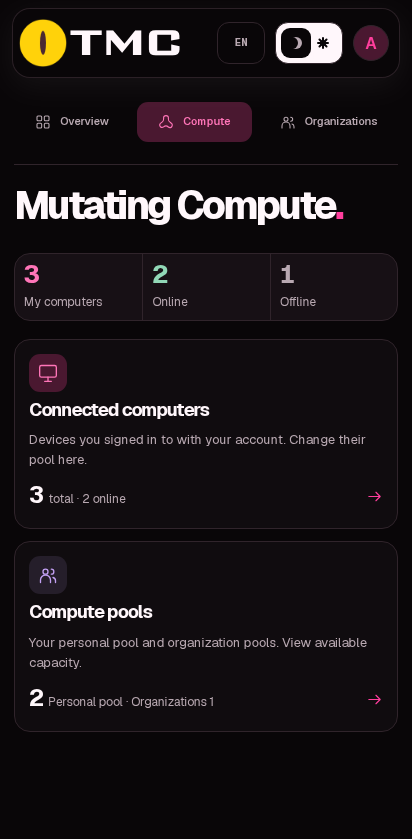 TMC
EN
A
Overview
Compute
Organizations
Mutating Compute.
3
2
1
My computers
Online
Offline
Connected computers
Devices you signed in to with your account. Change their
pool here.
3 total · 2 online
Compute pools
Your personal pool and organization pools. View available
capacity.
2 Personal pool · Organizations 1